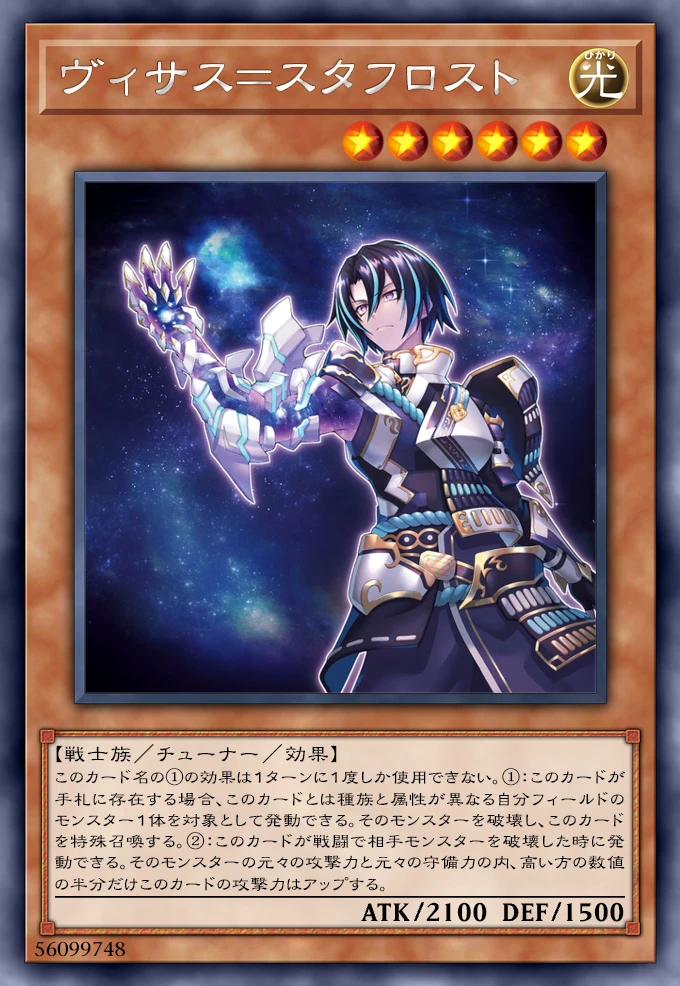 ヴィサス=スタフロスト
ひかり
光
【戦士族/チューナー/効果】
このカード名の①の効果は1ターンに1度しか使用できない。①:このカードが
手札に存在する場合、このカードとは種族と属性が異なる自分フィールドの
モンスター1体を対象として発動できる。そのモンスターを破壊し、このカード
を特殊召喚する。②:このカードが戦闘で相手モンスターを破壊した時に発
動できる。そのモンスターの元々の攻撃力と元々の守備力の内、高い方の数値
の半分だけこのカードの攻撃力はアップする。
ATK/2100 DEF/1500
56099748